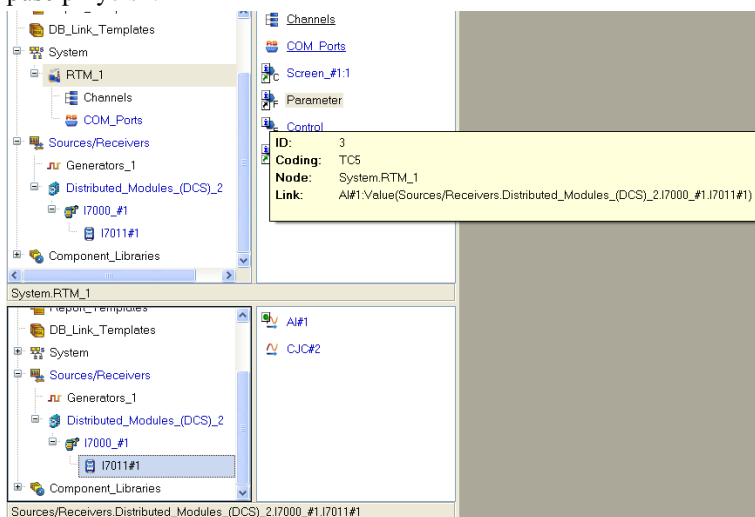 DB_Link_Templates
System
RTM_1
Channels
COM_Ports
Sources/Receivers
Generators_1
Distributed_Modules_(DCS)_2
I7000_#1
I7011#1
Component_Libraries
System.RTM_1
Channels
COM_Ports
Screen_#1:1
Parameter
Control
ID: 3
Coding: TC5
Node: System.RTM_1
Link: AI#1:Value(Sources/Receivers.Distributed_Modules_(DCS)_2.I7000_#1.I7011#1)
Report_Templates
DB_Link_Templates
System
Sources/Receivers
Generators_1
Distributed_Modules_(DCS)_2
I7000_#1
I7011#1
Component_Libraries
AI#1
CJC#2
Sources/Receivers.Distributed_Modules_(DCS)_2.I7000_#1.I7011#1